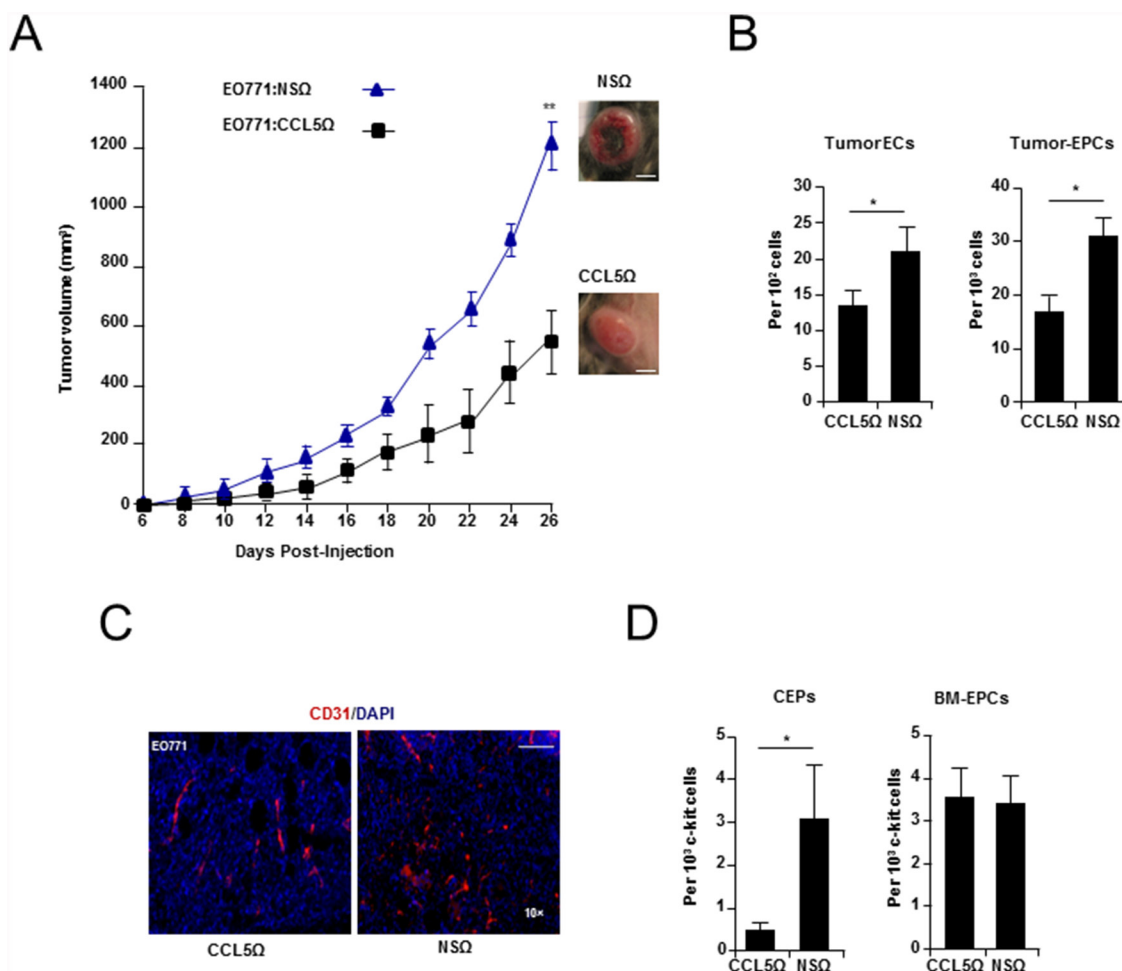 A
1400
1200
1000
800
600
400
200
0
Tumor volume (mm³)
EO771:NSΩ
EO771:CCL5Ω
**
6 8 10 12 14 16 18 20 22 24 26
Days Post-Injection
NSΩ
CCL5Ω
B
Tumor ECs
30
25
20
15
10
5
0
Per 10² cells
*
CCL5Ω NSΩ
Tumor-EPCs
40
30
20
10
0
Per 10³ cells
*
CCL5Ω NSΩ
C
CD31/DAPI
EO771
10×
CCL5Ω
NSΩ
D
CEPs
5
4
3
2
1
0
Per 10³ c-kit cells
*
CCL5Ω NSΩ
BM-EPCs
5
4
3
2
1
0
Per 10³ c-kit cells
CCL5Ω NSΩ